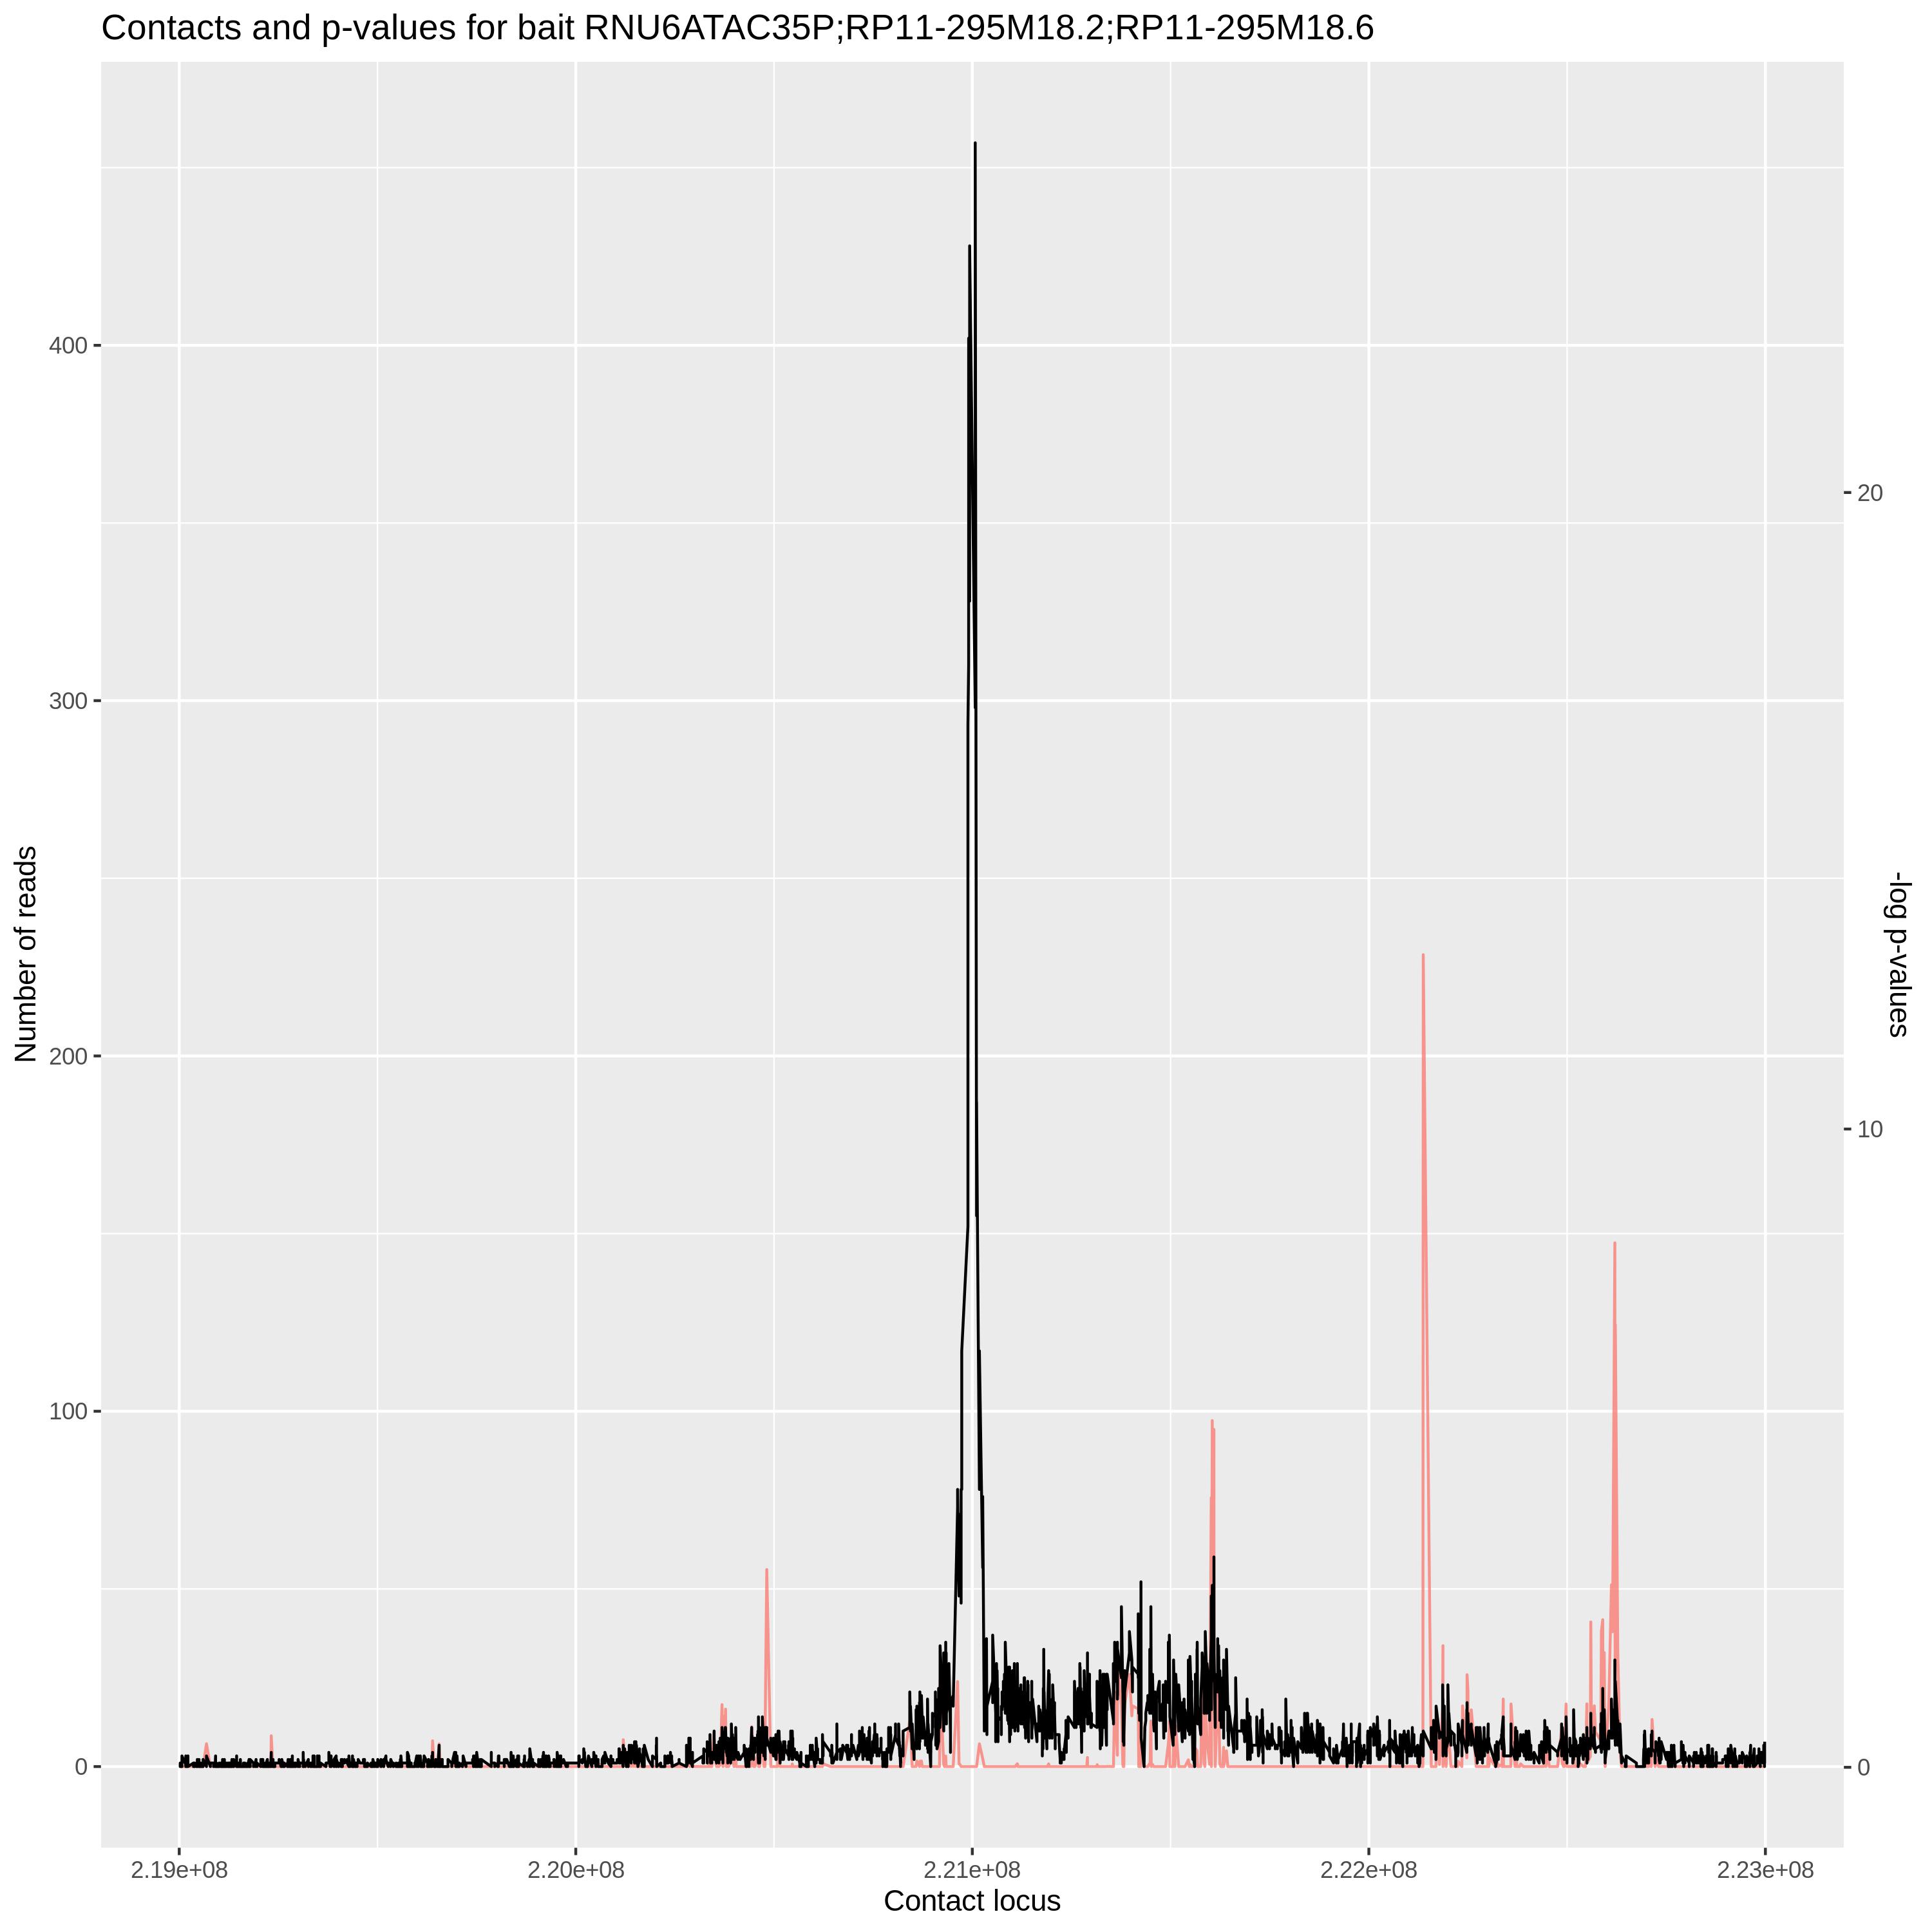 Contacts and p-values for bait RNU6ATAC35P;RP11-295M18.2;RP11-295M18.6
400
300
200
100
0
Number of reads
20
10
0
-log p-values
2.19e+08
2.20e+08
2.21e+08
2.22e+08
2.23e+08
Contact locus